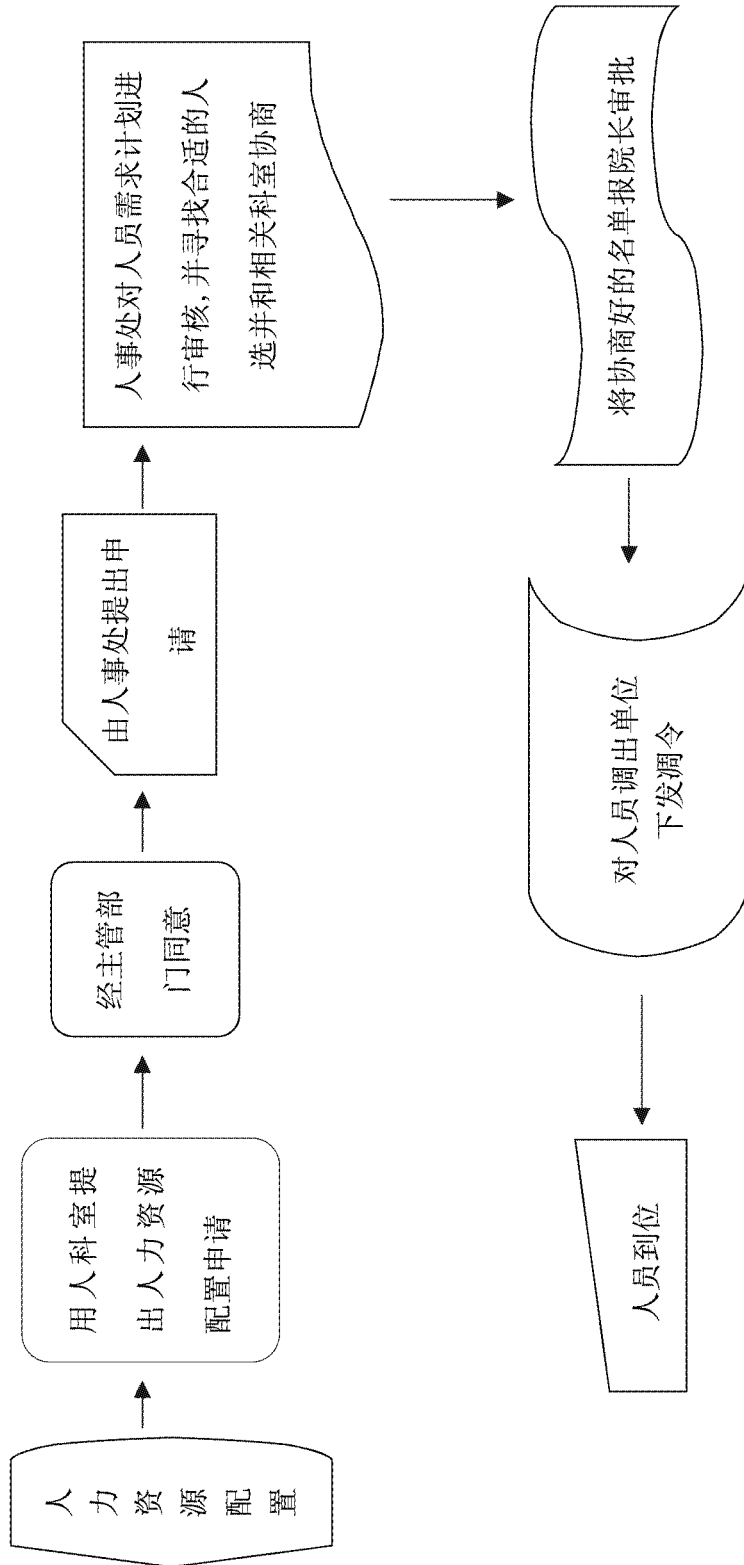 人力资源配置
用人科室提
出人力资源
配置申请
经主管部
门同意
由人事处提出申
请
人事处对人员需求计划进
行审核,并寻找合适的人
选并和相关科室协商
将协商好的名单报院长审批
对人员调出单位
下发凋令
人员到位